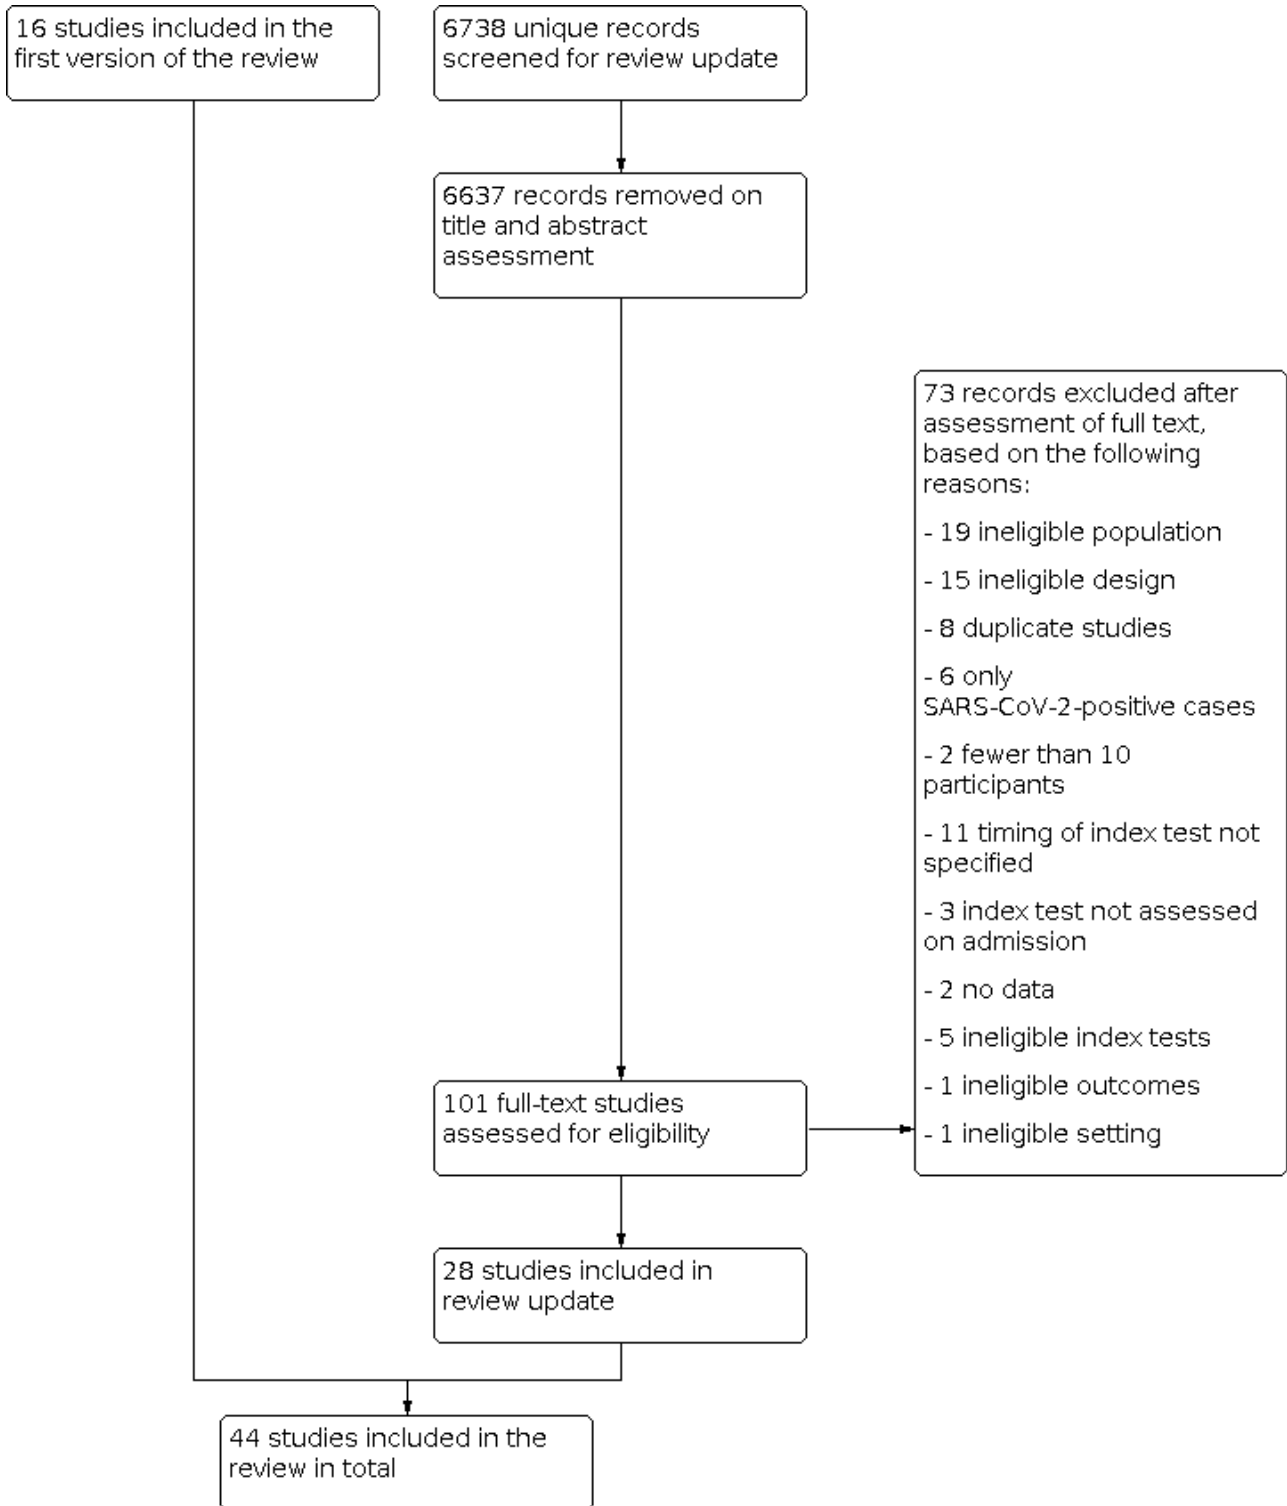 16 studies included in the
first version of the review
6738 unique records
screened for review update
6637 records removed on
title and abstract
assessment
73 records excluded after
assessment of full text,
based on the following
reasons:
- 19 ineligible population
- 15 ineligible design
- 8 duplicate studies
- 6 only
SARS-CoV-2-positive cases
- 2 fewer than 10
participants
- 11 timing of index test not
specified
- 3 index test not assessed
on admission
- 2 no data
- 5 ineligible index tests
- 1 ineligible outcomes
- 1 ineligible setting
101 full-text studies
assessed for eligibility
28 studies included in
review update
44 studies included in the
review in total